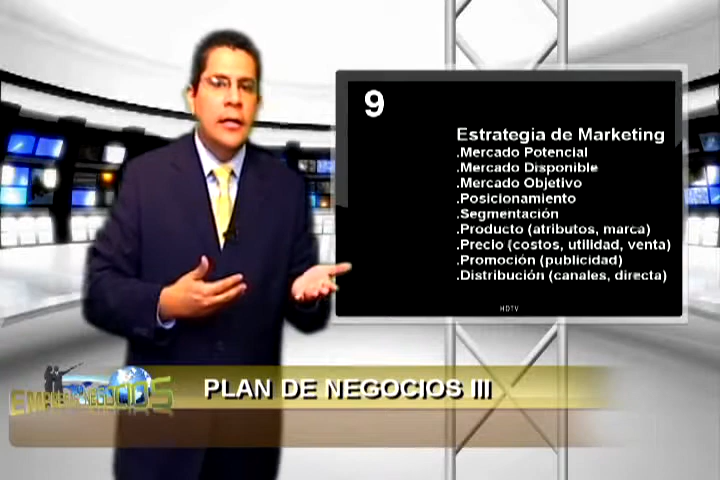 9
Estrategia de Marketing
.Mercado Potencial
.Mercado Disponible
.Mercado Objetivo
.Posicionamiento
.Segmentación
.Producto (atributos, marca)
.Precio (costos, utilidad, venta)
.Promoción (publicidad)
.Distribución (canales, directa)
HDTV
PLAN DE NEGOCIOS III
NEGOCIOS